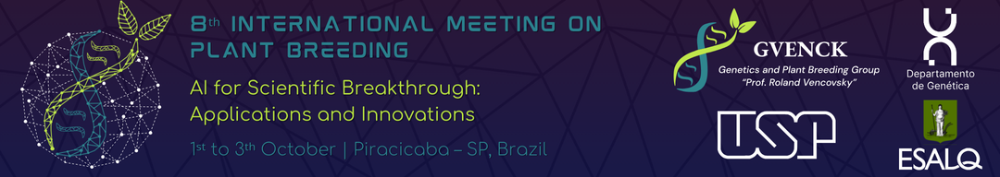 8th INTERNATIONAL MEETING ON
PLANT BREEDING
AI for Scientific Breakthrough:
Applications and Innovations
1st to 3th October | Piracicaba – SP, Brazil
GVENCK
Genetics and Plant Breeding Group
“Prof. Roland Vencovsky”
USP
Departamento
de Genética
ESALQ